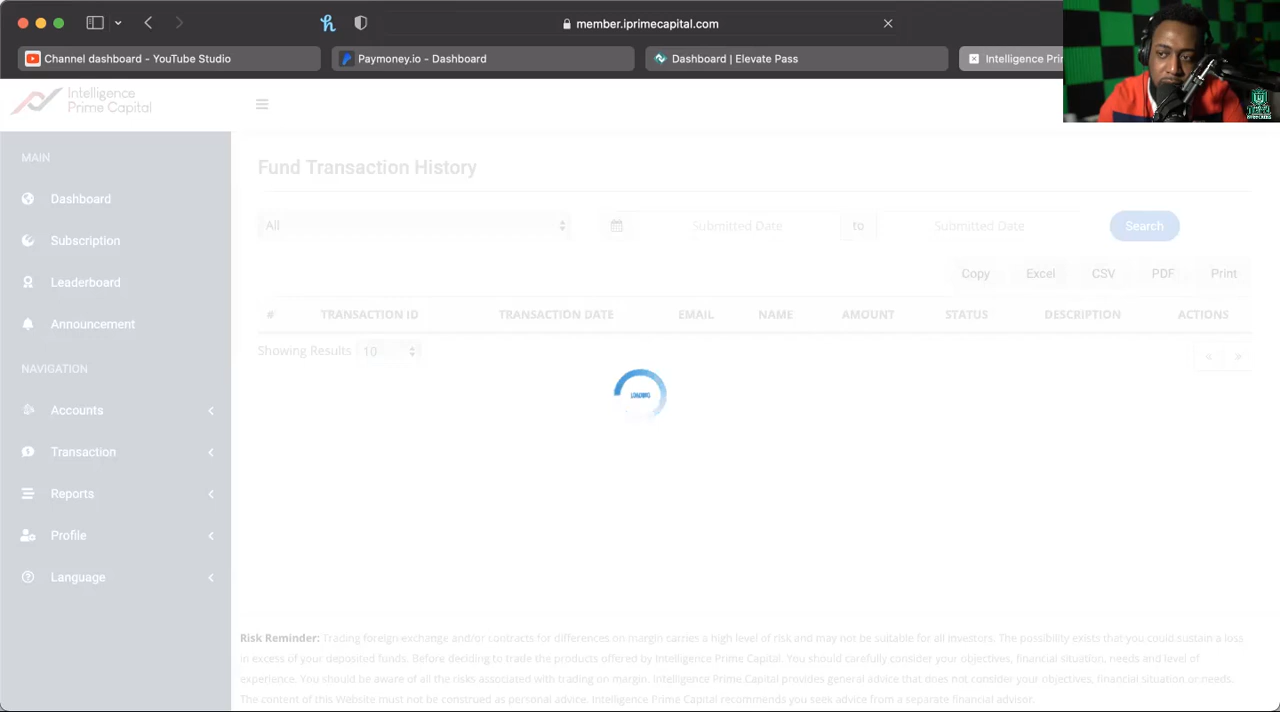 member.iprimecapital.com
Channel dashboard - YouTube Studio
Paymoney.io - Dashboard
Dashboard | Elevate Pass
Intelligence Pri
Intelligence
Prime Capital
MAIN
Dashboard
Subscription
Leaderboard
Announcement
NAVIGATION
Accounts
Transaction
Reports
Profile
Language
Fund Transaction History
All
Submitted Date
to
Submitted Date
Search
Copy
Excel
CSV
PDF
Print
# TRANSACTION ID TRANSACTION DATE EMAIL NAME AMOUNT STATUS DESCRIPTION ACTIONS
Showing Results 10
« »
LOADING
Risk Reminder: Trading foreign exchange and/or contracts for differences on margin carries a high level of risk and may not be suitable for all investors. The possibility exists that you could sustain a loss
in excess of your deposited funds. Before deciding to trade the products offered by Intelligence Prime Capital. You should carefully consider your objectives, financial situation, needs and level of
experience. You should be aware of all the risks associated with trading on margin. Intelligence Prime Capital provides general advice that does not consider your objectives, financial situation or needs.
The content of this Website must not be construed as personal advice. Intelligence Prime Capital recommends you seek advice from a separate financial advisor.